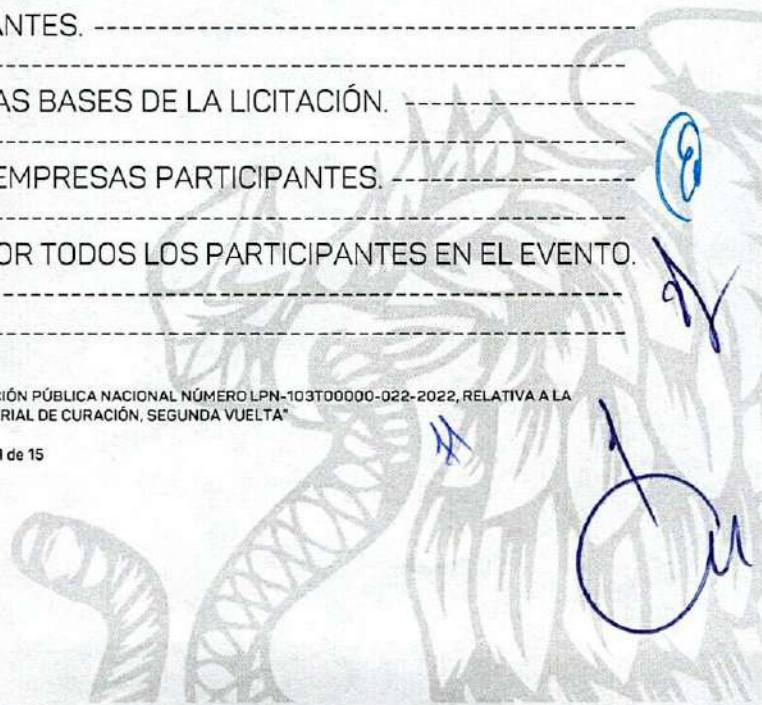 ANTES. ------------------------------------------------
AS BASES DE LA LICITACIÓN. --------------------
EMPRESAS PARTICIPANTES. ---------------------
OR TODOS LOS PARTICIPANTES EN EL EVENTO.
CIÓN PÚBLICA NACIONAL NÚMERO LPN-103T00000-022-2022, RELATIVA A LA
RIAL DE CURACIÓN, SEGUNDA VUELTA"
de 15